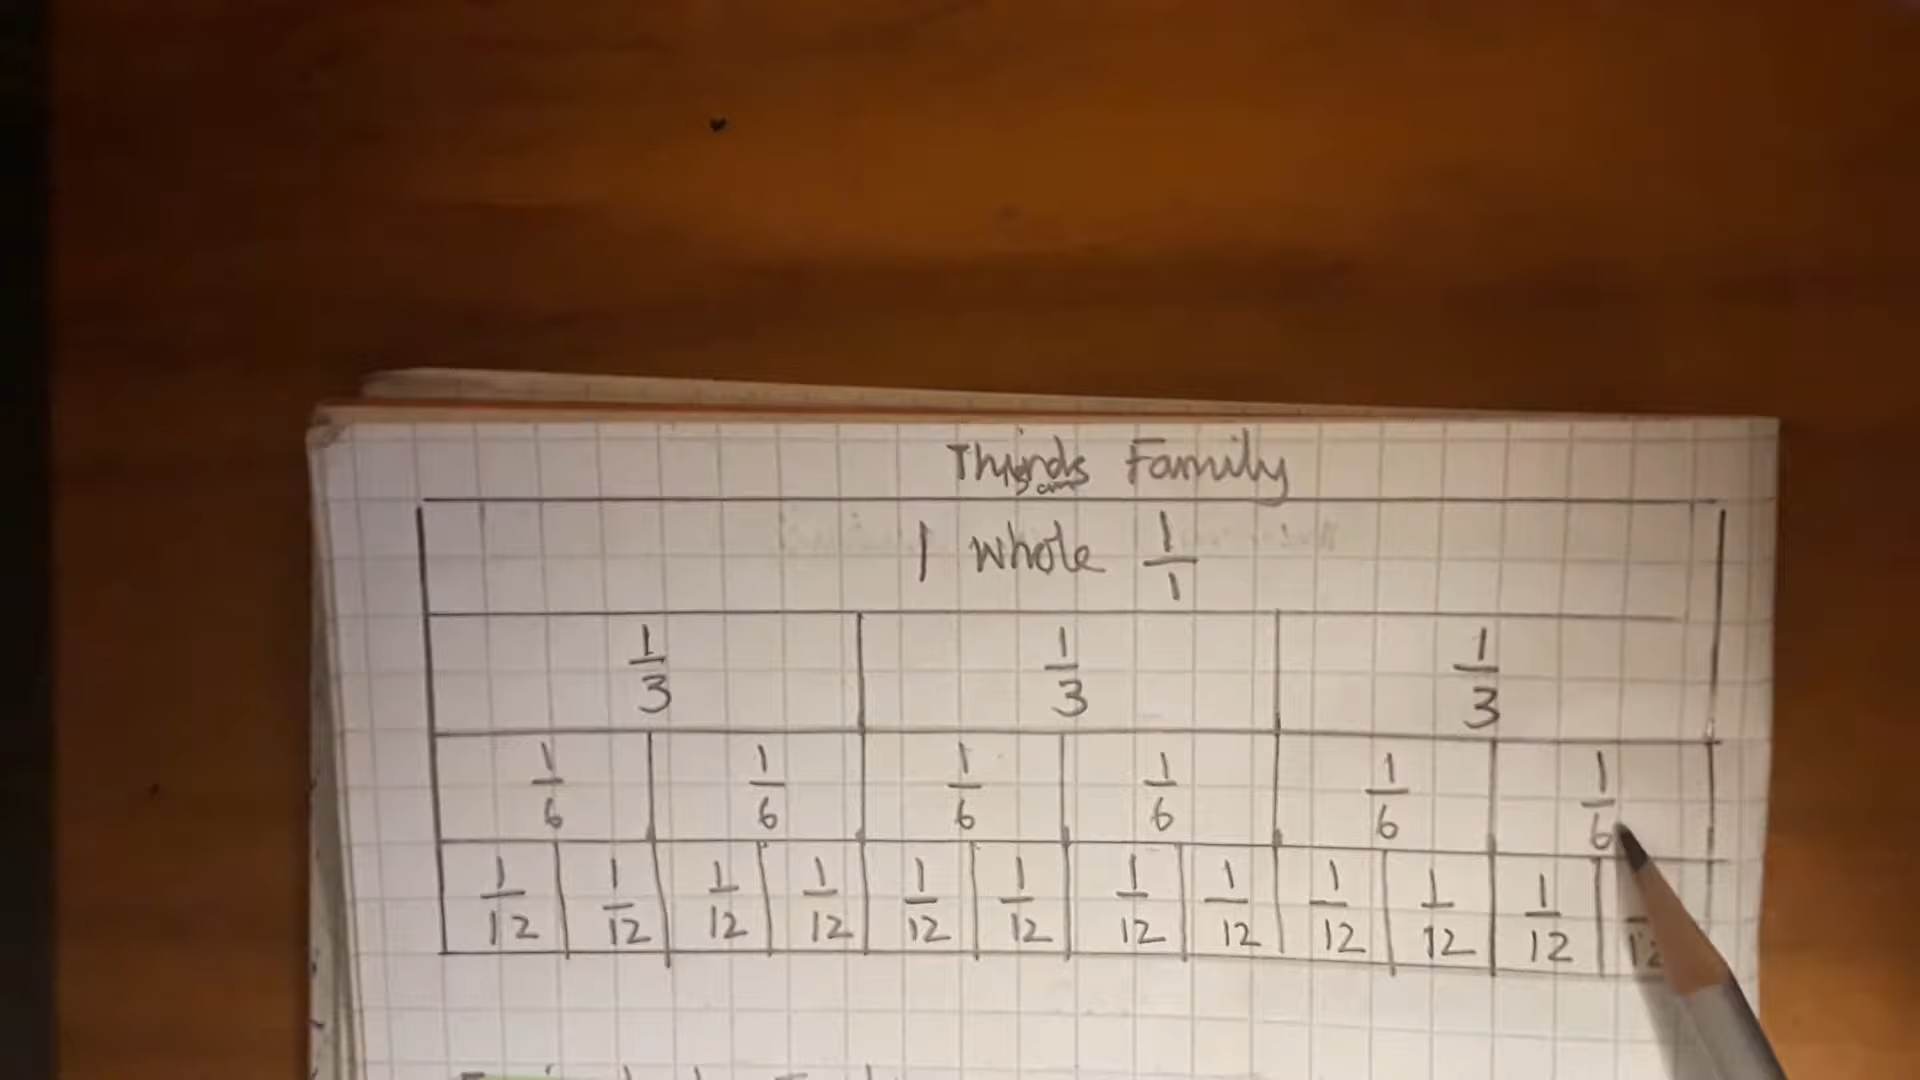 Thirds Family
1 whole 1/1
1/3 1/3 1/3
1/6 1/6 1/6 1/6 1/6 1/6
1/12 1/12 1/12 1/12 1/12 1/12 1/12 1/12 1/12 1/12 1/12 12